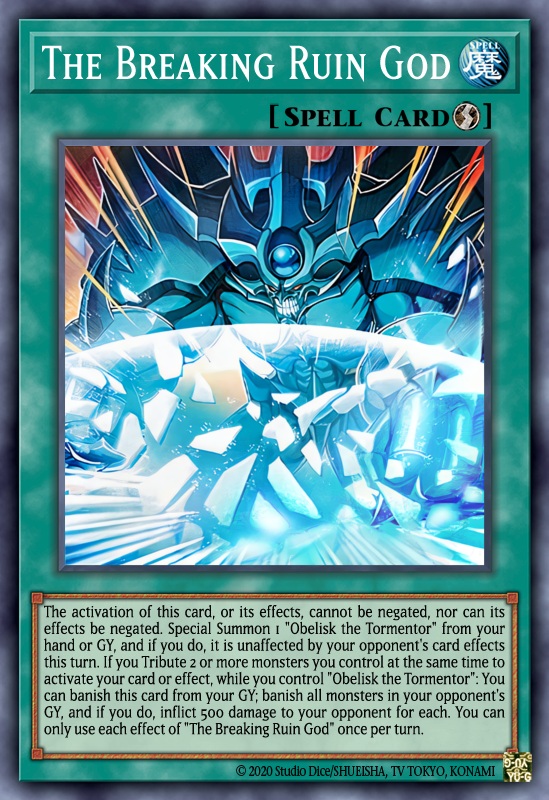 The Breaking Ruin God
SPELL
魔
[Spell Card]
The activation of this card, or its effects, cannot be negated, nor can its
effects be negated. Special Summon 1 "Obelisk the Tormentor" from your
hand or GY, and if you do, it is unaffected by your opponent's card effects
this turn. If you Tribute 2 or more monsters you control at the same time to
activate your card or effect, while you control "Obelisk the Tormentor": You
can banish this card from your GY; banish all monsters in your opponent's
GY, and if you do, inflict 500 damage to your opponent for each. You can
only use each effect of "The Breaking Ruin God" once per turn.
© 2020 Studio Dice/SHUEISHA, TV TOKYO, KONAMI
YU-G